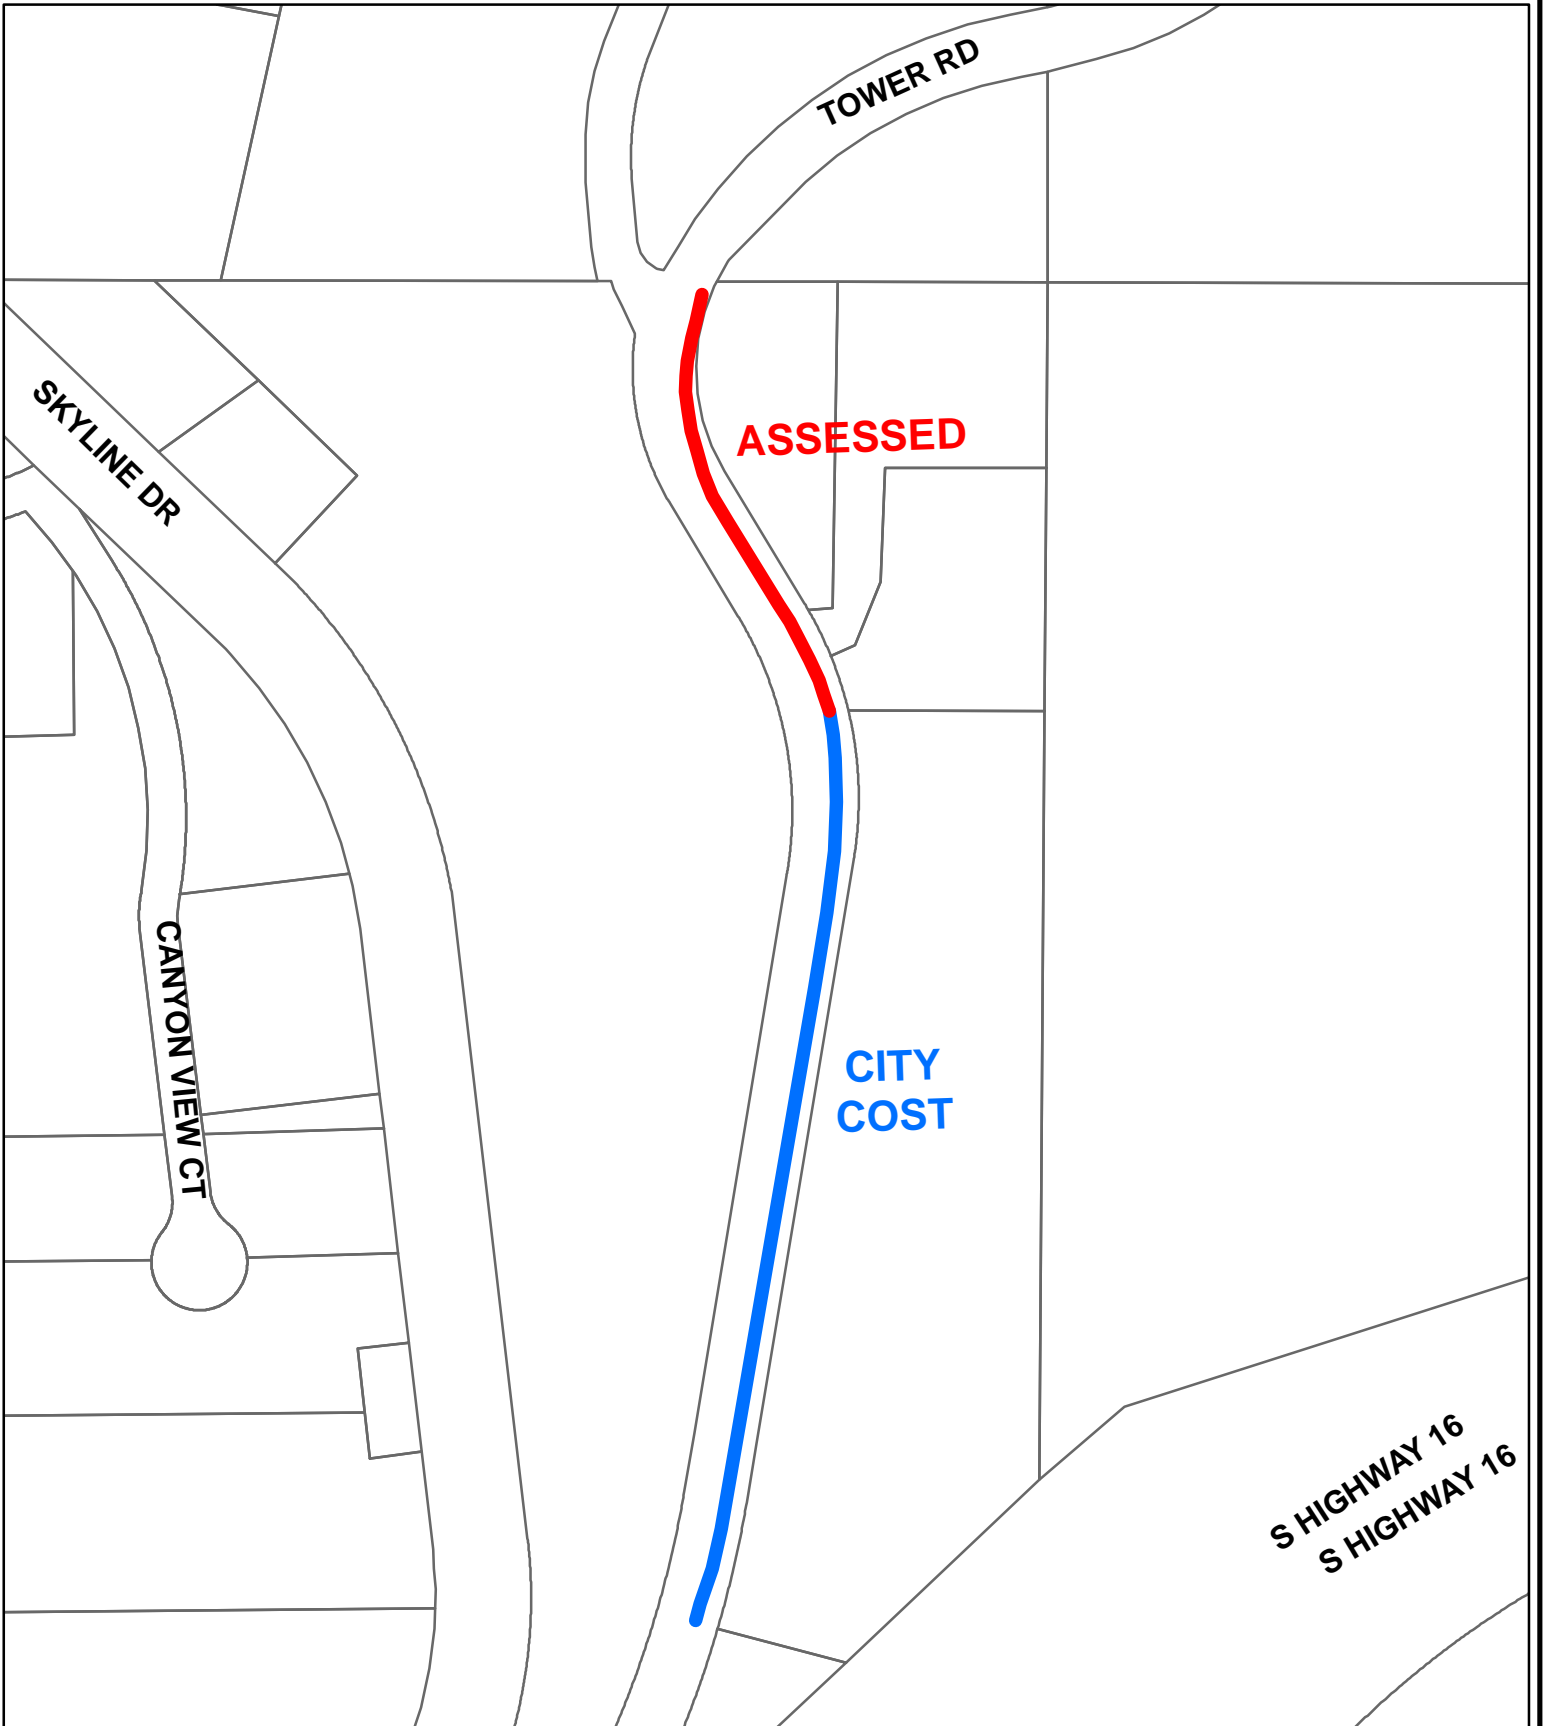 TOWER RD
SKYLINE DR
ASSESSED
CANYON VIEW CT
CITY
COST
S HIGHWAY 16
S HIGHWAY 16